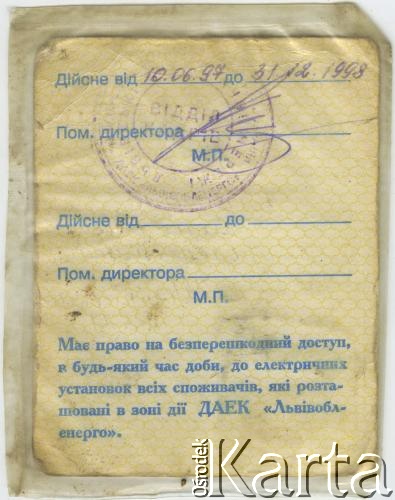 Дійсне від 10.06.97 до 31.12.1998
ВІДДІЛ
Пом. директора
М.П.
Дійсне від до
Пом. директора
М.П.
Має право на безперешкодний доступ,
в будь-який час доби, до електричних
установок всіх споживачів, які розта-
шовані в зоні дії ДАЕК «Львівобл-
енерго».
Ośrodek
Karta